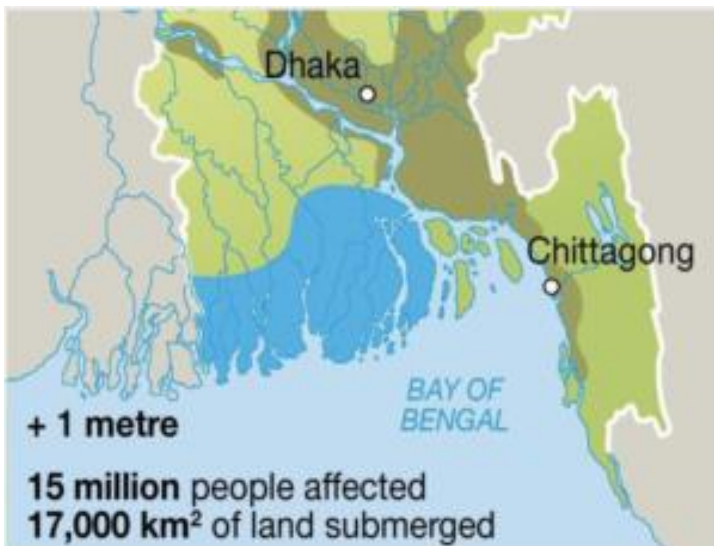 Dhaka
Chittagong
BAY OF
BENGAL
+ 1 metre
15 million people affected
17,000 km² of land submerged